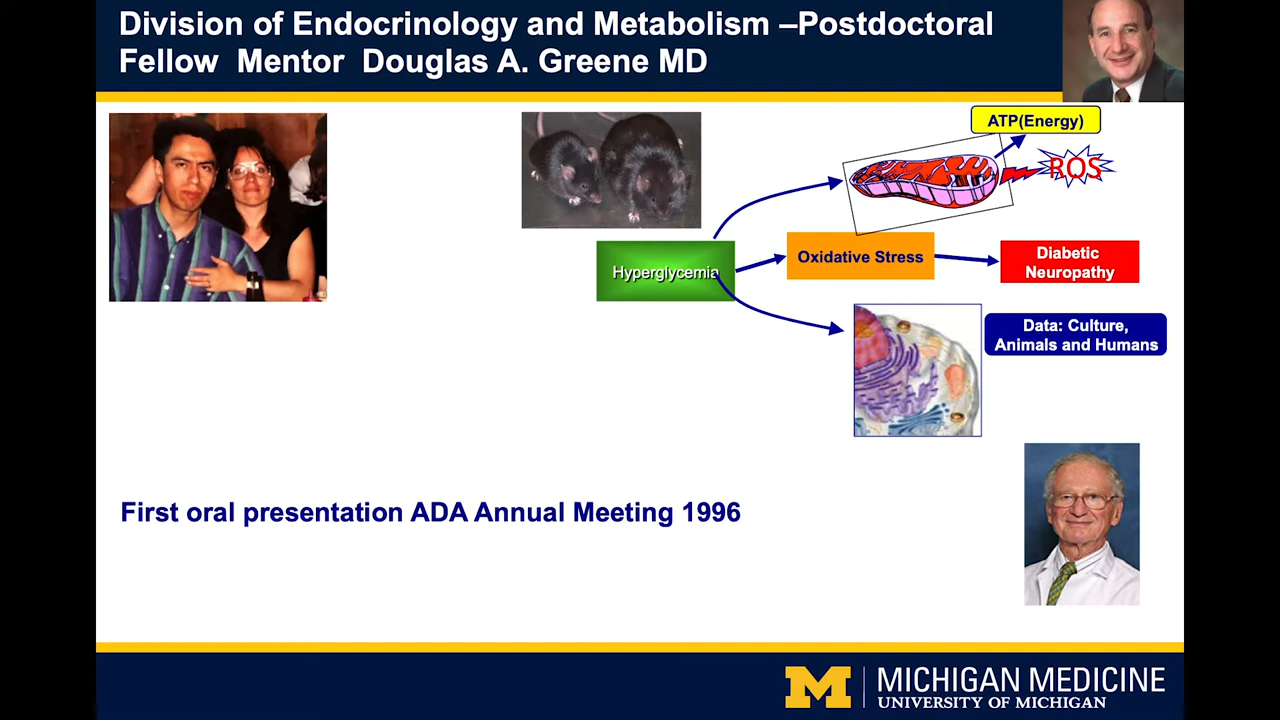 Division of Endocrinology and Metabolism –Postdoctoral
Fellow Mentor Douglas A. Greene MD
ATP(Energy)
ROS
Hyperglycemia
Oxidative Stress
Diabetic
Neuropathy
Data: Culture,
Animals and Humans
First oral presentation ADA Annual Meeting 1996
M
MICHIGAN MEDICINE
UNIVERSITY OF MICHIGAN